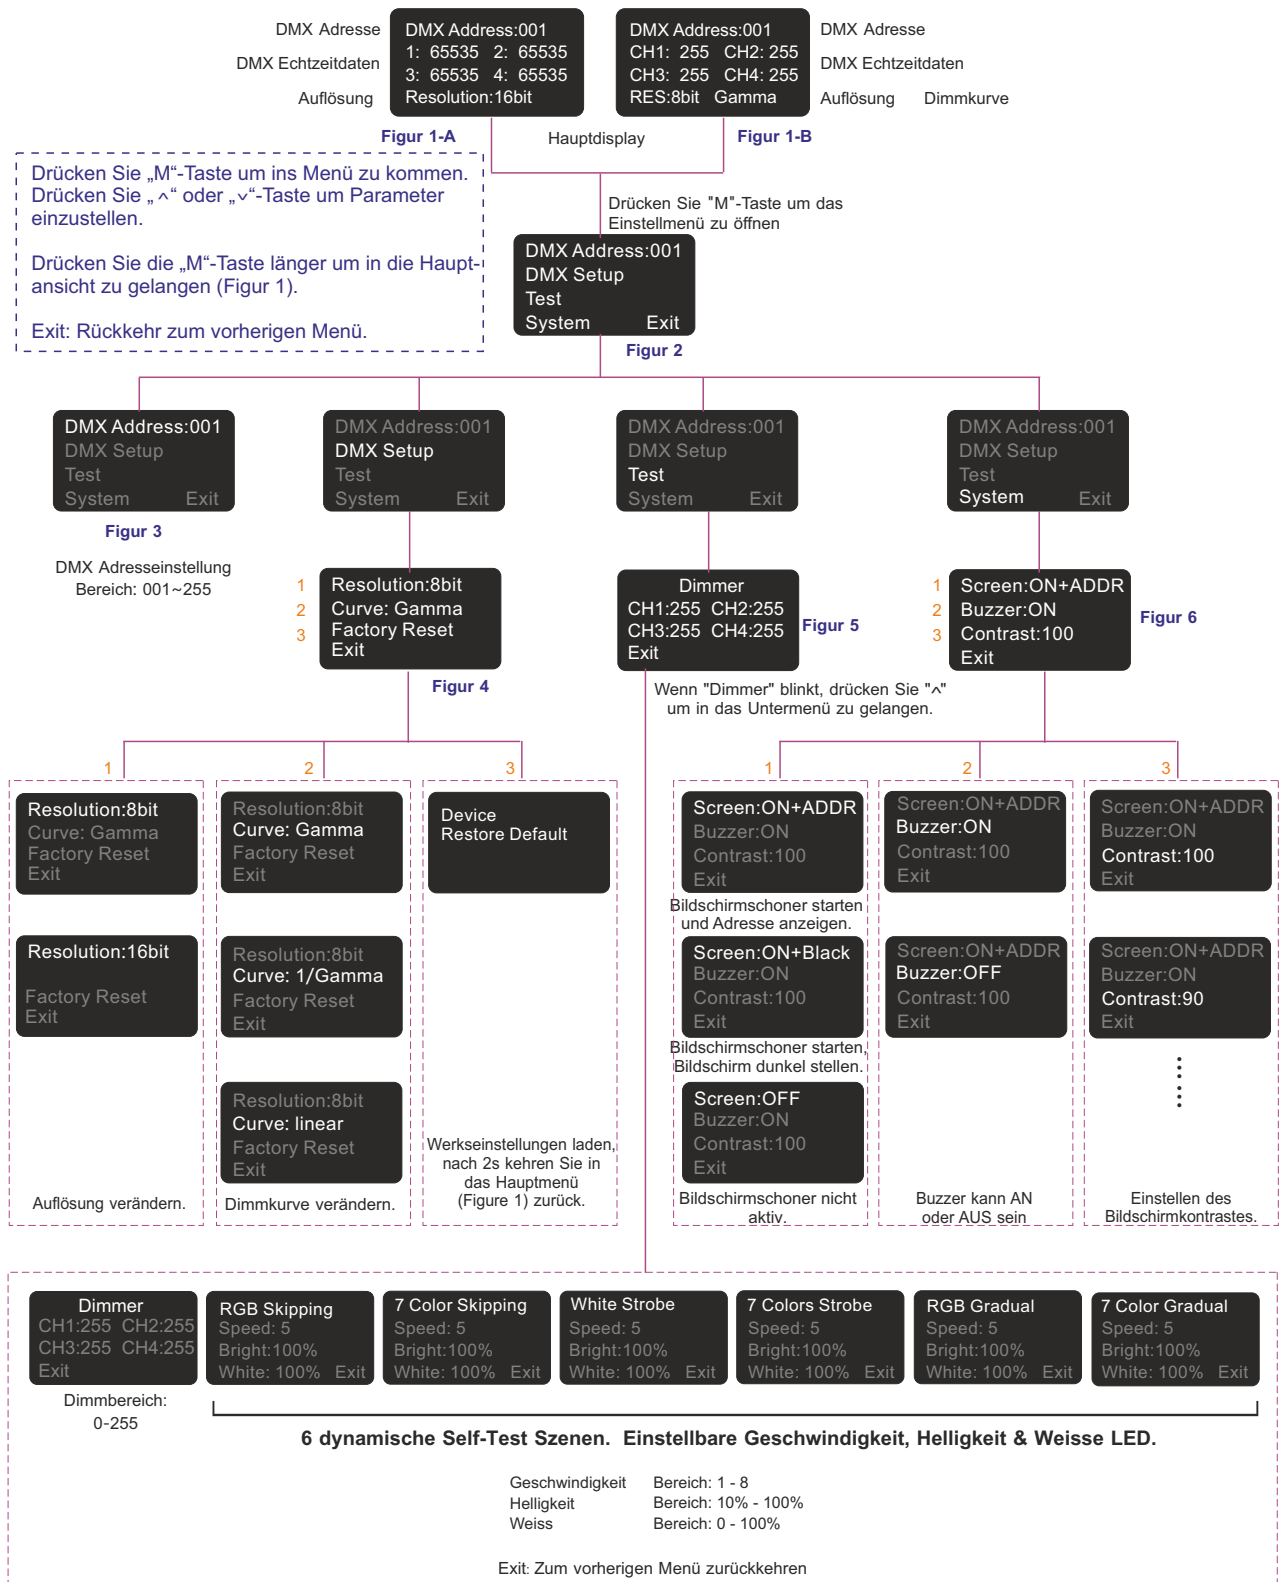 DMX Adresse
DMX Echtzeitdaten
Auflösung
DMX Address:001
1: 65535 2: 65535
3: 65535 4: 65535
Resolution:16bit
Figur 1-A
DMX Address:001
CH1: 255 CH2: 255
CH3: 255 CH4: 255
RES:8bit Gamma
Figur 1-B
DMX Adresse
DMX Echtzeitdaten
Auflösung Dimmkurve
Hauptdisplay
Drücken Sie „M“-Taste um ins Menü zu kommen.
Drücken Sie „^“ oder „v“-Taste um Parameter
einzustellen.
Drücken Sie die „M“-Taste länger um in die Haupt-
ansicht zu gelangen (Figur 1).
Exit: Rückkehr zum vorherigen Menü.
Drücken Sie "M"-Taste um das
Einstellmenü zu öffnen
DMX Address:001
DMX Setup
Test
System Exit
Figur 2
DMX Address:001
DMX Setup
Test
System Exit
Figur 3
DMX Adresseinstellung
Bereich: 001~255
DMX Address:001
DMX Setup
Test
System Exit
DMX Address:001
DMX Setup
Test
System Exit
DMX Address:001
DMX Setup
Test
System Exit
1 Resolution:8bit
2 Curve: Gamma
3 Factory Reset
Exit
Figur 4
Dimmer
CH1:255 CH2:255
CH3:255 CH4:255
Exit
Figur 5
Wenn "Dimmer" blinkt, drücken Sie "^"
um in das Untermenü zu gelangen.
1 Screen:ON+ADDR
2 Buzzer:ON
3 Contrast:100
Exit
Figur 6
1
Resolution:8bit
Curve: Gamma
Factory Reset
Exit
Resolution:16bit
Factory Reset
Exit
Auflösung verändern.
2
Resolution:8bit
Curve: Gamma
Factory Reset
Exit
Resolution:8bit
Curve: 1/Gamma
Factory Reset
Exit
Resolution:8bit
Curve: linear
Factory Reset
Exit
Dimmkurve verändern.
3
Device
Restore Default
Werkseinstellungen laden,
nach 2s kehren Sie in
das Hauptmenü
(Figure 1) zurück.
1
Screen:ON+ADDR
Buzzer:ON
Contrast:100
Exit
Bildschirmschoner starten
und Adresse anzeigen.
Screen:ON+Black
Buzzer:ON
Contrast:100
Exit
Bildschirmschoner starten,
Bildschirm dunkel stellen.
Screen:OFF
Buzzer:ON
Contrast:100
Exit
Bildschirmschoner nicht
aktiv.
2
Screen:ON+ADDR
Buzzer:ON
Contrast:100
Exit
Screen:ON+ADDR
Buzzer:OFF
Contrast:100
Exit
Buzzer kann AN
oder AUS sein
3
Screen:ON+ADDR
Buzzer:ON
Contrast:100
Exit
Screen:ON+ADDR
Buzzer:ON
Contrast:90
Exit
Einstellen des
Bildschirmkontrastes.
Dimmer
CH1:255 CH2:255
CH3:255 CH4:255
Exit
Dimmbereich:
0-255
RGB Skipping
Speed: 5
Bright:100%
White: 100% Exit
7 Color Skipping
Speed: 5
Bright:100%
White: 100% Exit
White Strobe
Speed: 5
Bright:100%
White: 100% Exit
7 Colors Strobe
Speed: 5
Bright:100%
White: 100% Exit
RGB Gradual
Speed: 5
Bright:100%
White: 100% Exit
7 Color Gradual
Speed: 5
Bright:100%
White: 100% Exit
6 dynamische Self-Test Szenen. Einstellbare Geschwindigkeit, Helligkeit & Weisse LED.
Geschwindigkeit Bereich: 1 - 8
Helligkeit Bereich: 10% - 100%
Weiss Bereich: 0 - 100%
Exit: Zum vorherigen Menü zurückkehren